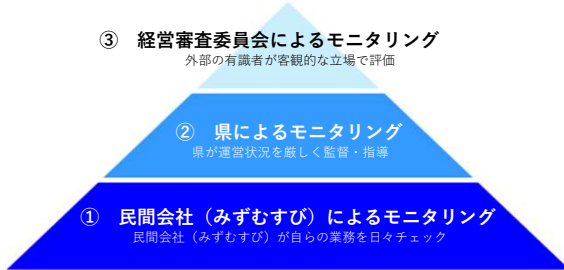 ③　経営審査委員会によるモニタリング
外部の有識者が客観的な立場で評価
②　県によるモニタリング
県が運営状況を厳しく監督・指導
①　民間会社（みずむすび）によるモニタリング
民間会社（みずむすび）が自らの業務を日々チェック